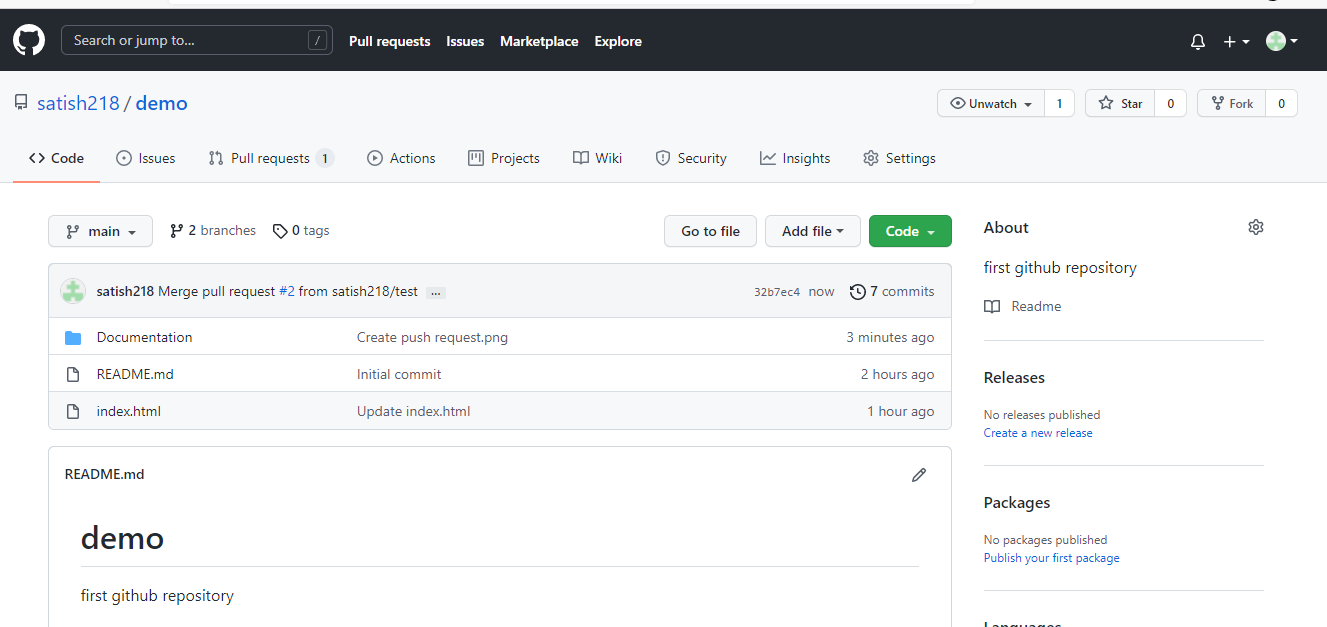 Search or jump to... / Pull requests Issues Marketplace Explore
satish218 / demo Unwatch 1 Star 0 Fork 0
Code Issues Pull requests 1 Actions Projects Wiki Security Insights Settings
main 2 branches 0 tags Go to file Add file Code
satish218 Merge pull request #2 from satish218/test ... 32b7ec4 now 7 commits
Documentation Create push request.png 3 minutes ago
README.md Initial commit 2 hours ago
index.html Update index.html 1 hour ago
README.md
demo
first github repository
About
first github repository
Readme
Releases
No releases published
Create a new release
Packages
No packages published
Publish your first package
Languages